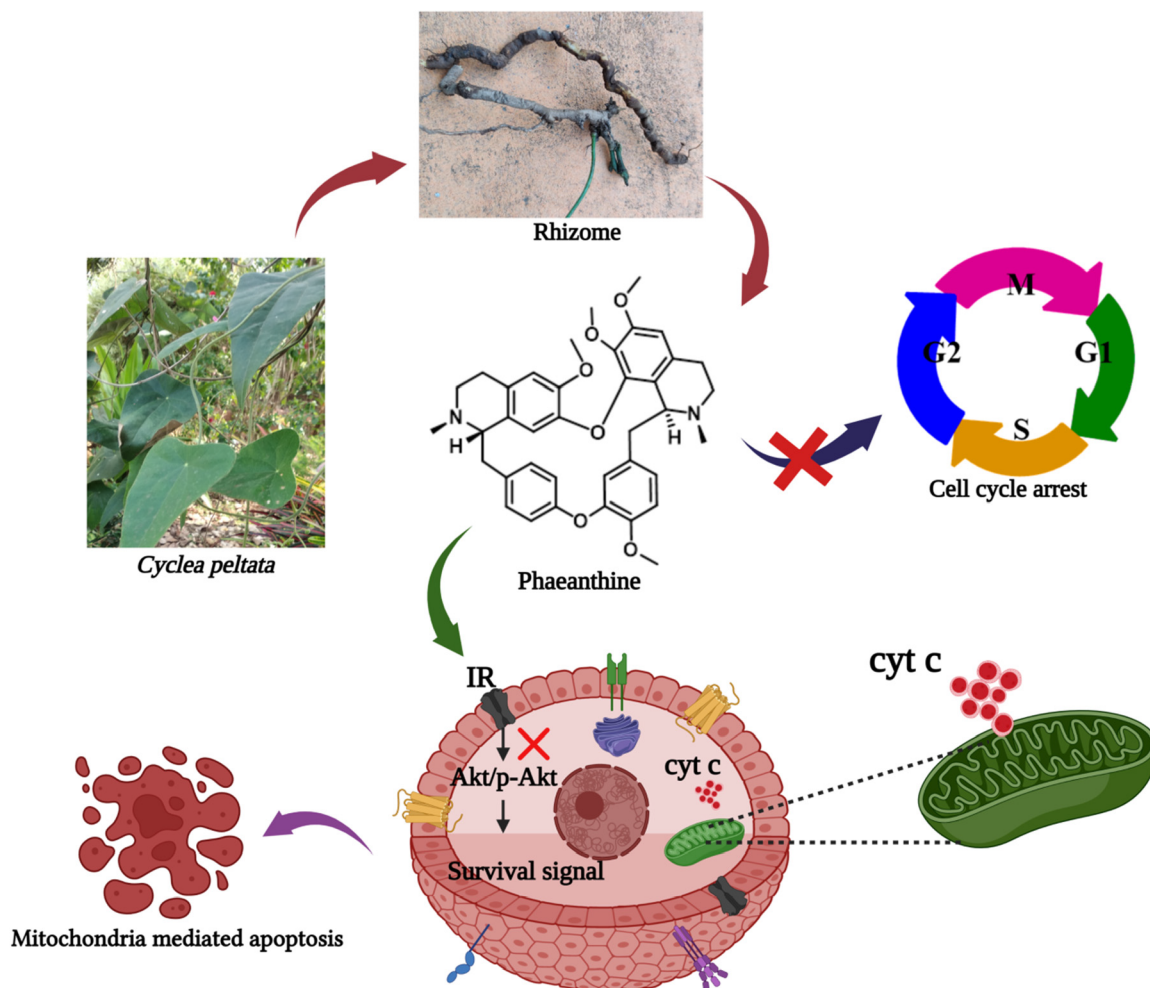 Rhizome
Cyclea peltata
O
O
O
O
N
H
O
N
H
O
O
Phaeanthine
M
G2
G1
S
Cell cycle arrest
IR
Akt/p-Akt
cyt c
Survival signal
cyt c
Mitochondria mediated apoptosis